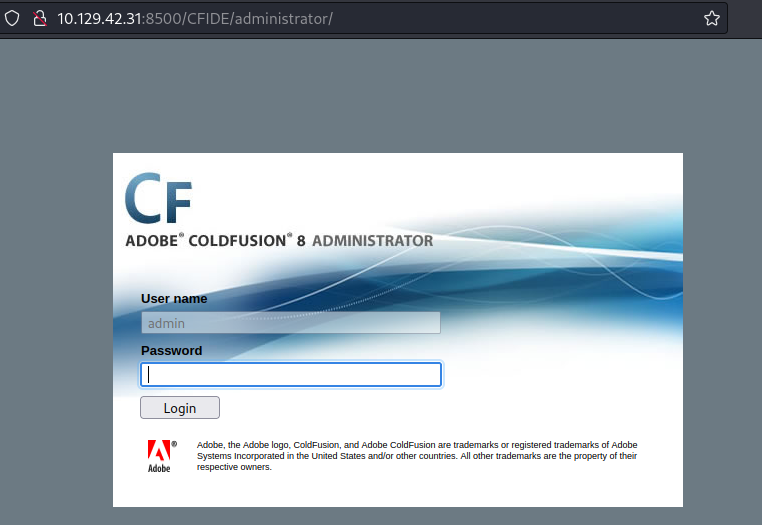 10.129.42.31:8500/CFIDE/administrator/
CF
ADOBE® COLDFUSION® 8 ADMINISTRATOR
User name
admin
Password
Login
Adobe, the Adobe logo, ColdFusion, and Adobe ColdFusion are trademarks or registered trademarks of Adobe
Systems Incorporated in the United States and/or other countries. All other trademarks are the property of their
respective owners.
®
Adobe